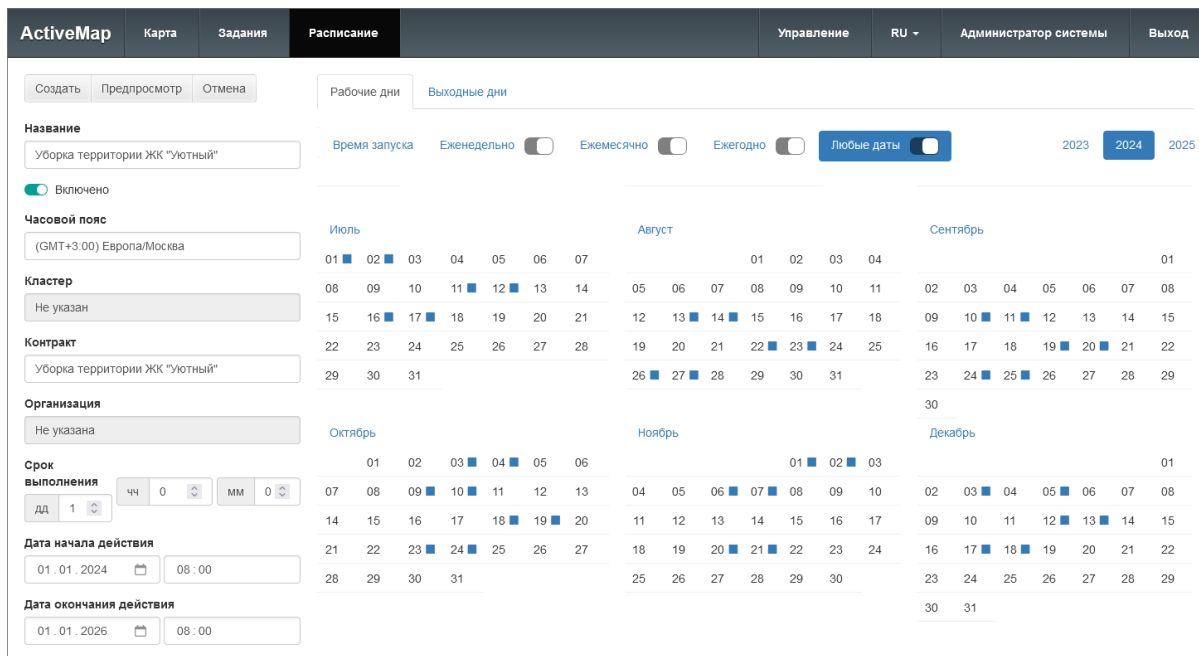 ActiveMap Карта Задания Расписание Управление RU Администратор системы Выход
Создать Предпросмотр Отмена
Название
Уборка территории ЖК "Уютный"
Включено
Часовой пояс
(GMT+3:00) Европа/Москва
Кластер
Не указан
Контракт
Уборка территории ЖК "Уютный"
Организация
Не указана
Срок
выполнения
чч 0 мм 0
дд 1
Дата начала действия
01 . 01 . 2024 08 : 00
Дата окончания действия
01 . 01 . 2026 08 : 00
Рабочие дни Выходные дни
Время запуска Еженедельно Ежемесячно Ежегодно Любые даты 2023 2024 2025
Июль
01 02 03 04 05 06 07
08 09 10 11 12 13 14
15 16 17 18 19 20 21
22 23 24 25 26 27 28
29 30 31
Август
01 02 03 04
05 06 07 08 09 10 11
12 13 14 15 16 17 18
19 20 21 22 23 24 25
26 27 28 29 30 31
Сентябрь
01
02 03 04 05 06 07 08
09 10 11 12 13 14 15
16 17 18 19 20 21 22
23 24 25 26 27 28 29
30
Октябрь
01 02 03 04 05 06
07 08 09 10 11 12 13
14 15 16 17 18 19 20
21 22 23 24 25 26 27
28 29 30 31
Ноябрь
01 02 03
04 05 06 07 08 09 10
11 12 13 14 15 16 17
18 19 20 21 22 23 24
25 26 27 28 29 30
Декабрь
01
02 03 04 05 06 07 08
09 10 11 12 13 14 15
16 17 18 19 20 21 22
23 24 25 26 27 28 29
30 31